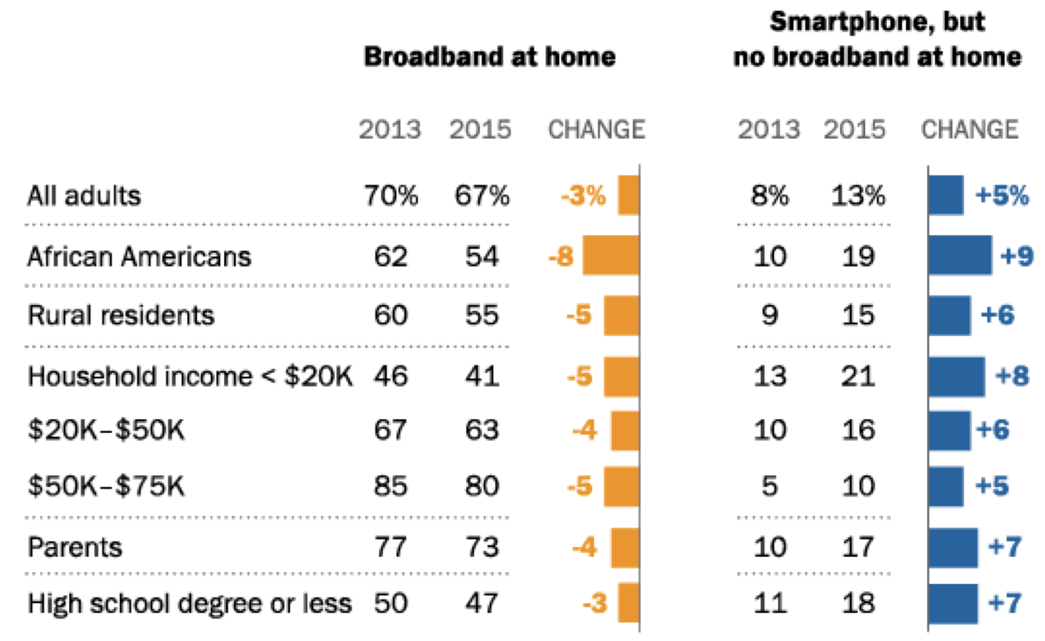 Smartphone, but
Broadband at home no broadband at home
2013 2015 CHANGE 2013 2015 CHANGE
All adults 70% 67% -3% 8% 13% +5%
African Americans 62 54 -8 10 19 +9
Rural residents 60 55 -5 9 15 +6
Household income < $20K 46 41 -5 13 21 +8
$20K–$50K 67 63 -4 10 16 +6
$50K–$75K 85 80 -5 5 10 +5
Parents 77 73 -4 10 17 +7
High school degree or less 50 47 -3 11 18 +7